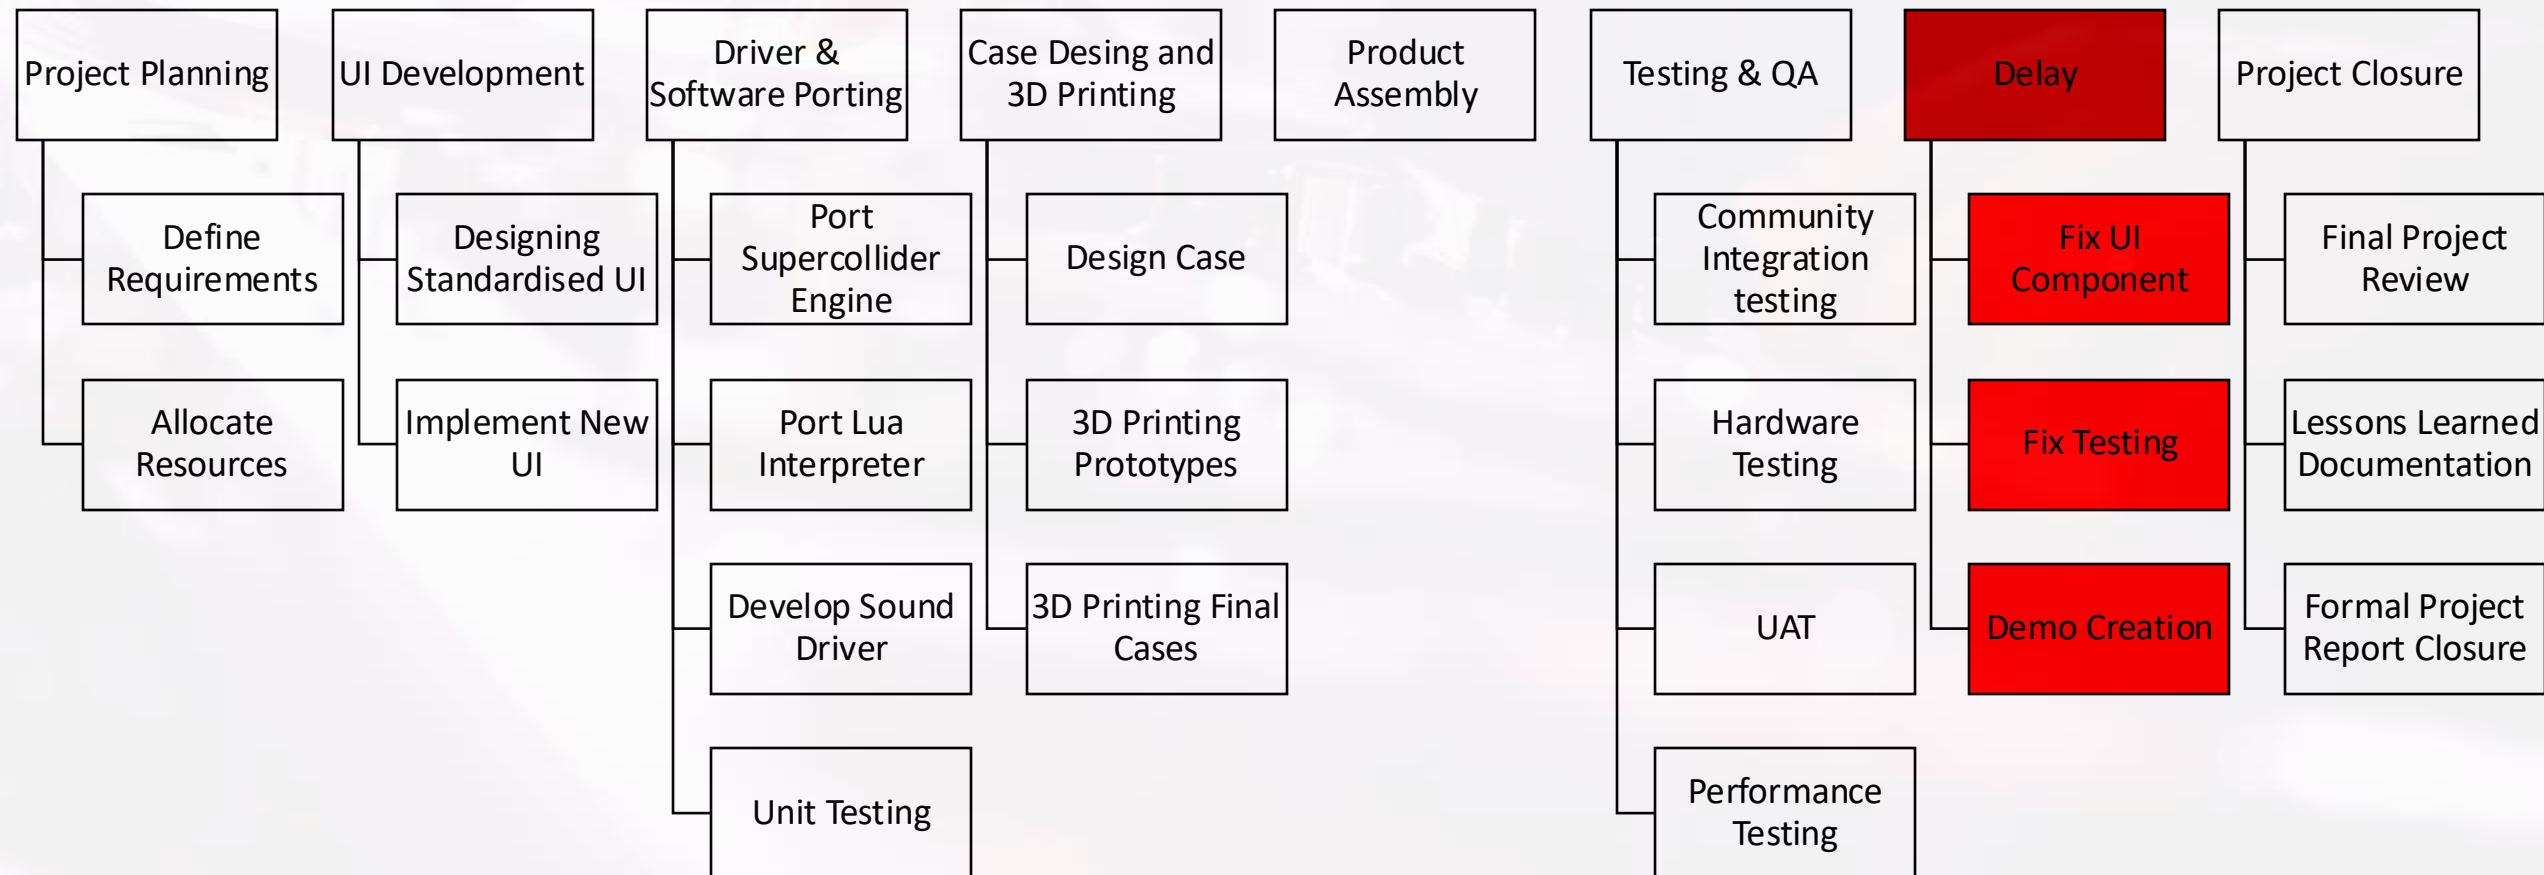 Project Planning
Define
Requirements
Allocate
Resources
UI Development
Designing
Standardised UI
Implement New
UI
Driver &
Software Porting
Port
Supercollider
Engine
Port Lua
Interpreter
Develop Sound
Driver
Unit Testing
Case Desing and
3D Printing
Design Case
3D Printing
Prototypes
3D Printing Final
Cases
Product
Assembly
Testing & QA
Community
Integration
testing
Hardware
Testing
UAT
Performance
Testing
Delay
Fix UI
Component
Fix Testing
Demo Creation
Project Closure
Final Project
Review
Lessons Learned
Documentation
Formal Project
Report Closure